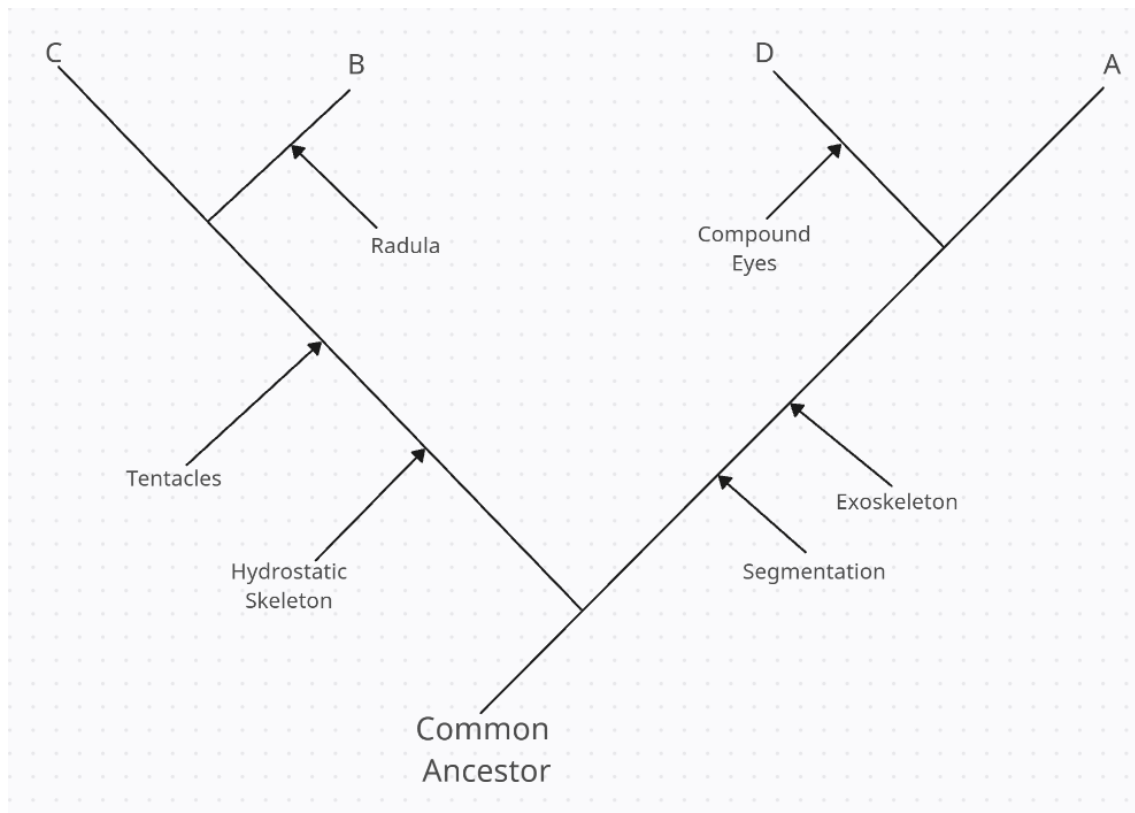 C
B
D
A
Radula
Compound
Eyes
Tentacles
Exoskeleton
Hydrostatic
Skeleton
Segmentation
Common
Ancestor